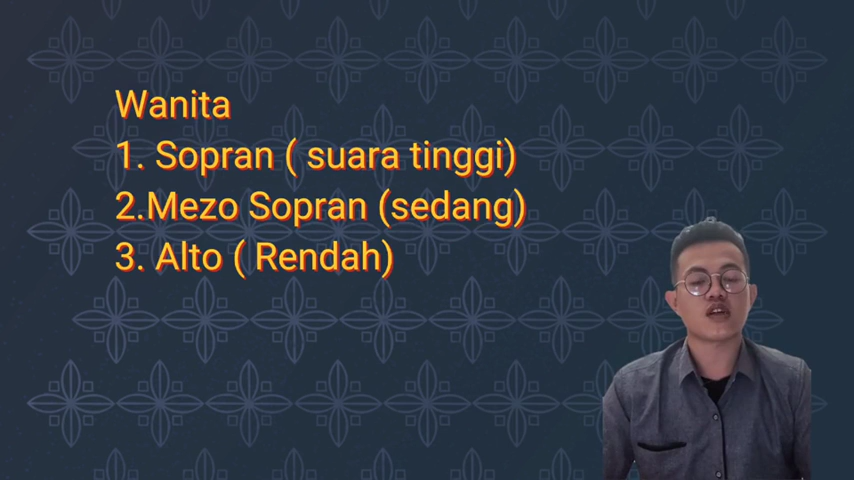 Wanita
1. Sopran ( suara tinggi)
2.Mezo Sopran (sedang)
3. Alto ( Rendah)